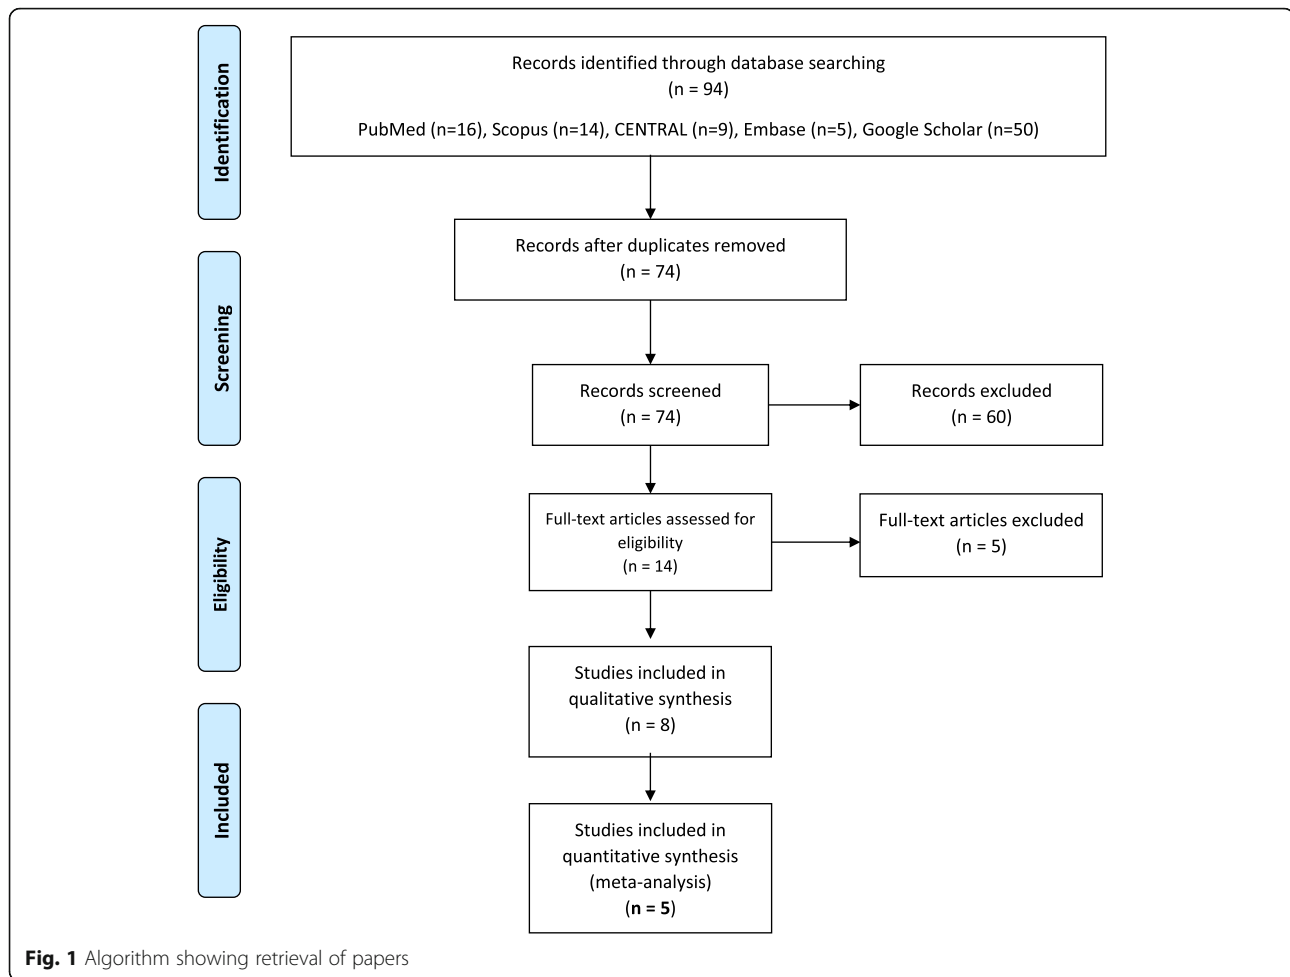 Identification
Records identified through database searching
(n = 94)
PubMed (n=16), Scopus (n=14), CENTRAL (n=9), Embase (n=5), Google Scholar (n=50)
Records after duplicates removed
(n = 74)
Screening
Records screened
(n = 74)
Records excluded
(n = 60)
Eligibility
Full-text articles assessed for
eligibility
(n = 14)
Full-text articles excluded
(n = 5)
Studies included in
qualitative synthesis
(n = 8)
Included
Studies included in
quantitative synthesis
(meta-analysis)
(n = 5)
Fig. 1 Algorithm showing retrieval of papers